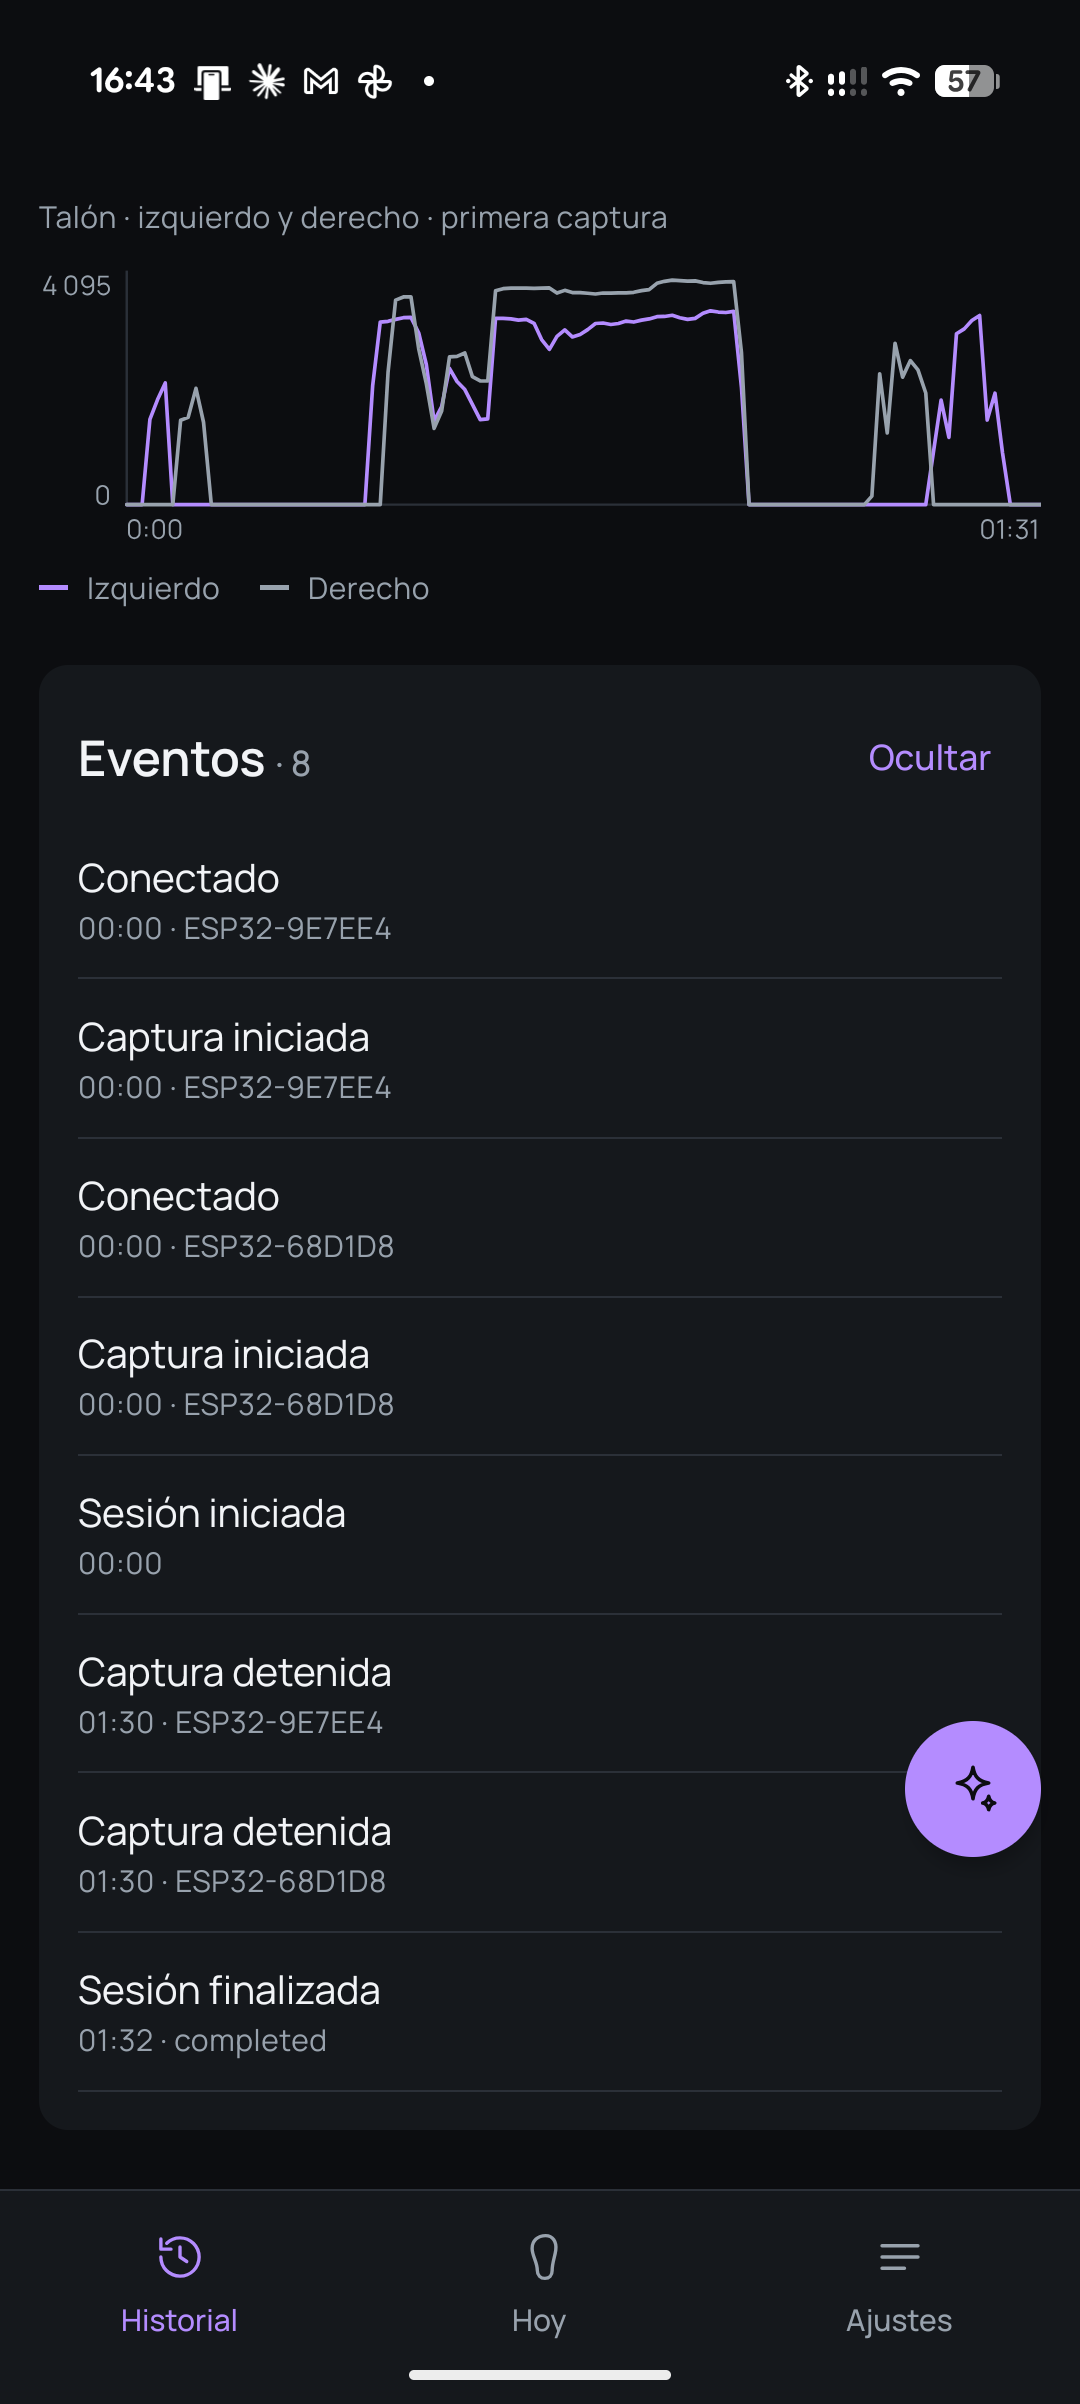 16:43
57
Talón · izquierdo y derecho · primera captura
4 095
0
0:00
01:31
Izquierdo
Derecho
Eventos · 8
Ocultar
Conectado
00:00 · ESP32-9E7EE4
Captura iniciada
00:00 · ESP32-9E7EE4
Conectado
00:00 · ESP32-68D1D8
Captura iniciada
00:00 · ESP32-68D1D8
Sesión iniciada
00:00
Captura detenida
01:30 · ESP32-9E7EE4
Captura detenida
01:30 · ESP32-68D1D8
Sesión finalizada
01:32 · completed
Historial
Hoy
Ajustes